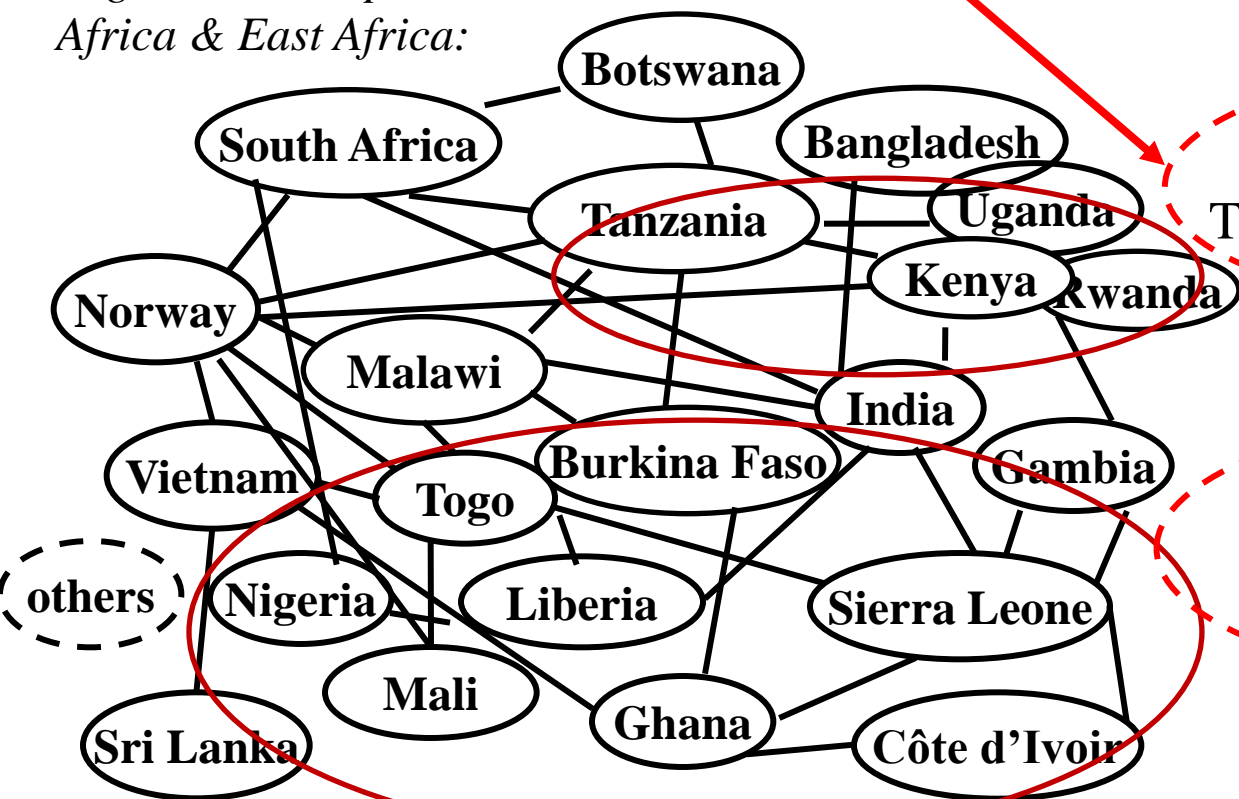 Africa & East Africa:
Botswana
South Africa
Bangladesh
Tanzania
Uganda
T
Kenya
Rwanda
Norway
Malawi
India
Vietnam
Togo
Burkina Faso
Gambia
others
Nigeria
Liberia
Sierra Leone
Mali
Ghana
Sri Lanka
Côte d’Ivoir